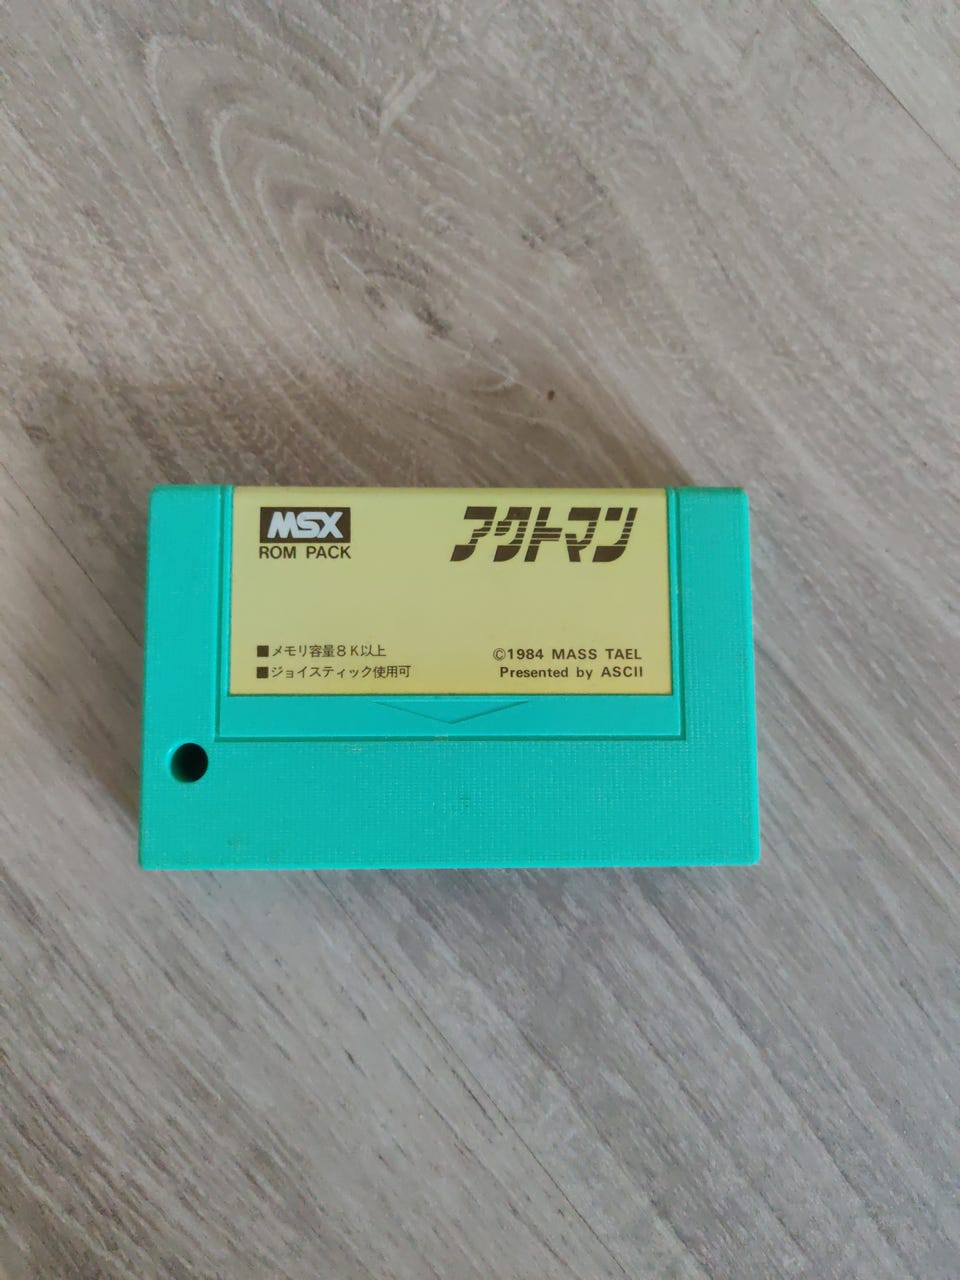 MSX
ROM PACK
アクトマン
■メモリ容量8K以上
■ジョイスティック使用可
©1984 MASS TAEL
Presented by ASCII